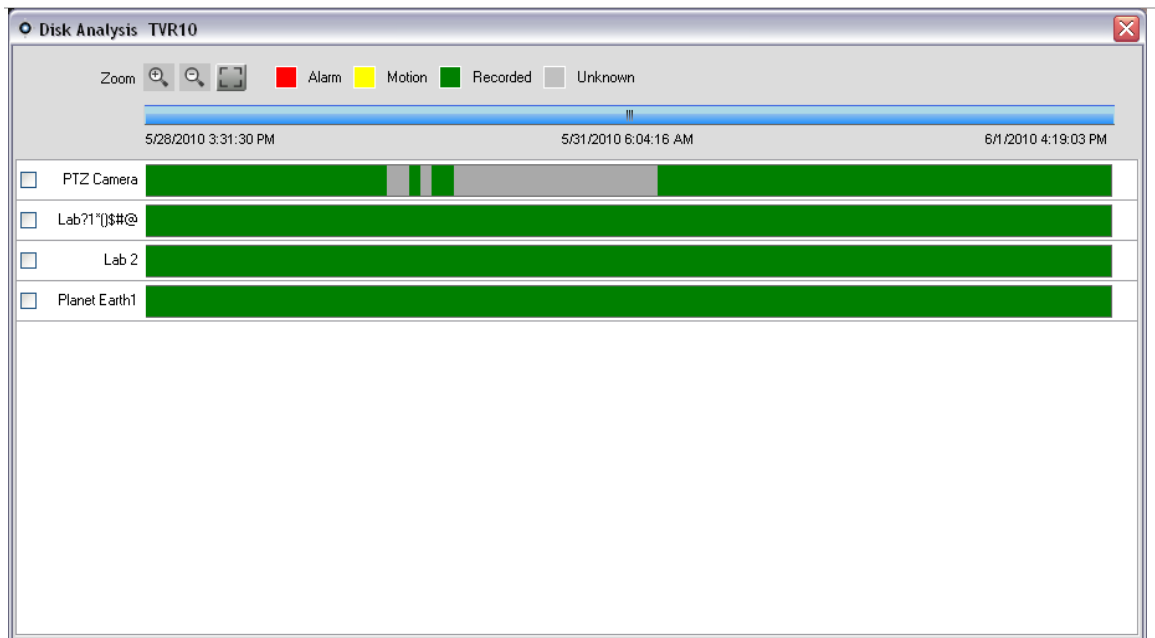 Disk Analysis TVR10
Zoom Alarm Motion Recorded Unknown
5/28/2010 3:31:30 PM 5/31/2010 6:04:16 AM 6/1/2010 4:19:03 PM
PTZ Camera
Lab?1*()$#@
Lab 2
Planet Earth1